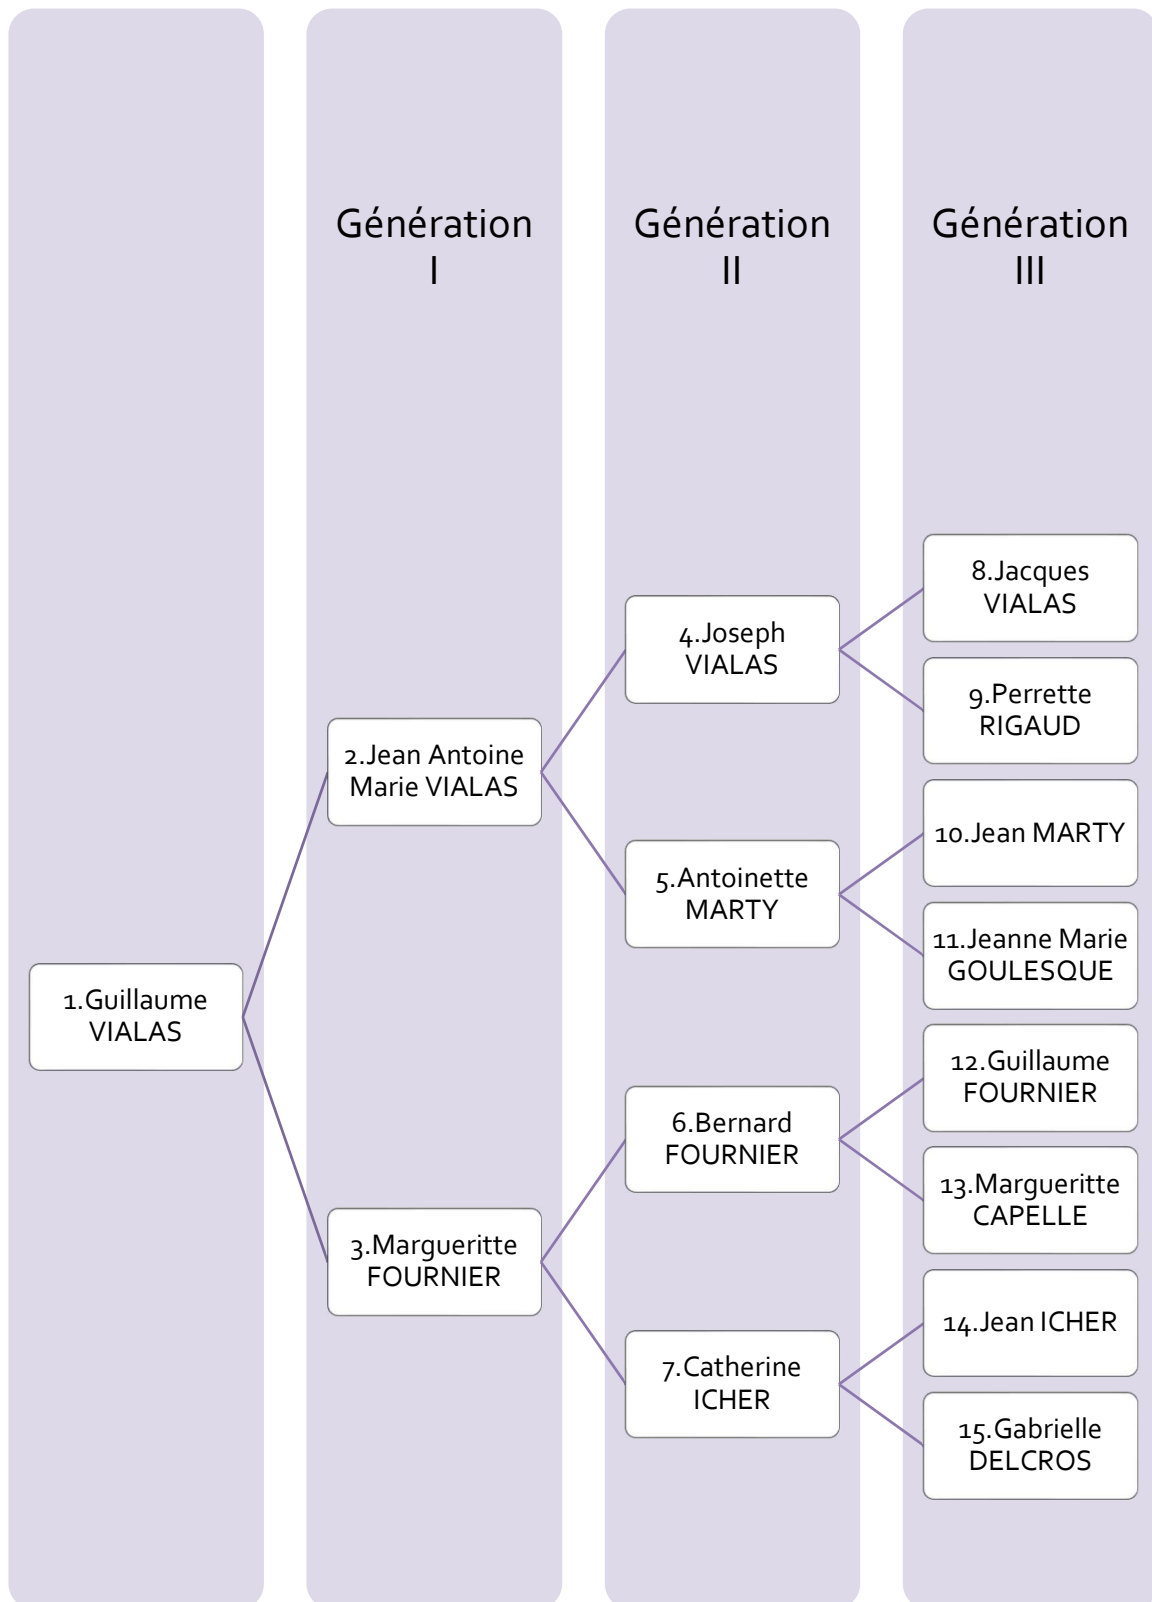 Génération
I
Génération
II
Génération
III
1.Guillaume
VIALAS
2.Jean Antoine
Marie VIALAS
3.Margueritte
FOURNIER
4.Joseph
VIALAS
5.Antoinette
MARTY
6.Bernard
FOURNIER
7.Catherine
ICHER
8.Jacques
VIALAS
9.Perrette
RIGAUD
10.Jean MARTY
11.Jeanne Marie
GOULESQUE
12.Guillaume
FOURNIER
13.Margueritte
CAPELLE
14.Jean ICHER
15.Gabrielle
DELCROS